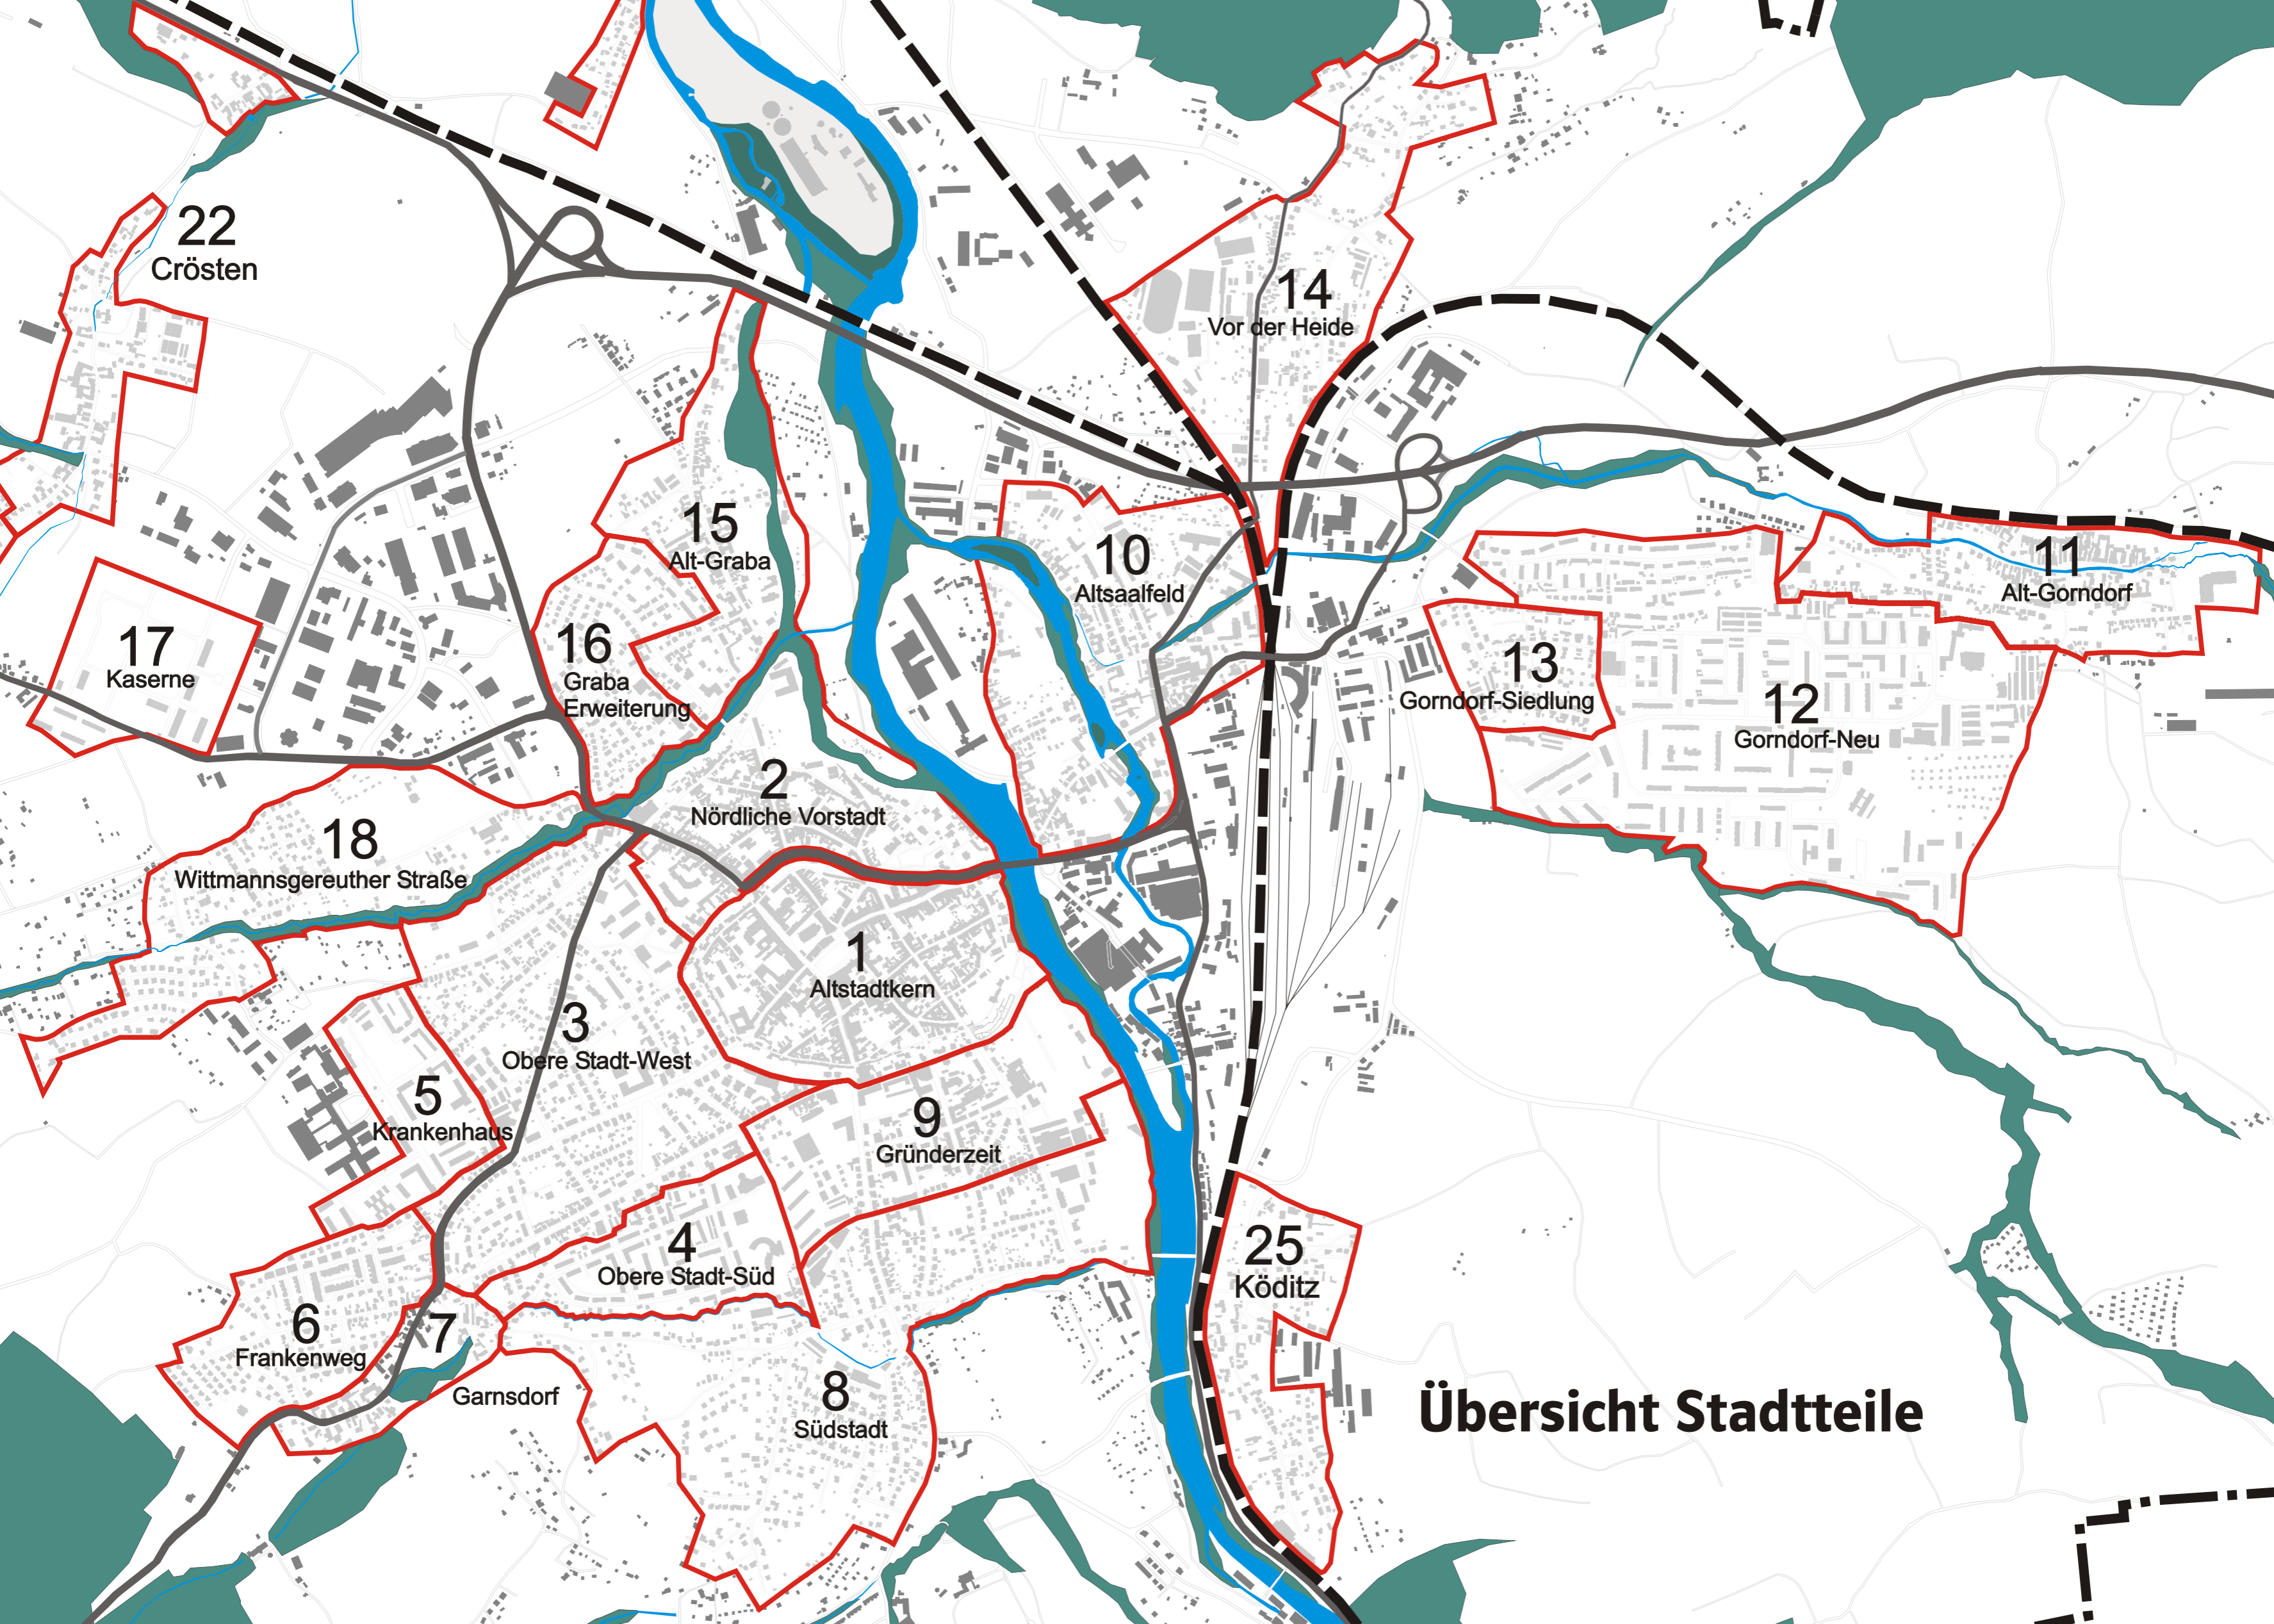 22
Crösten
14
Vor der Heide
15
Alt-Graba
10
Altsaalfeld
11
Alt-Gorndorf
16
Graba
Erweiterung
17
Kaserne
13
Gorndorf-Siedlung
12
Gorndorf-Neu
2
Nördliche Vorstadt
18
Wittmannsgereuther Straße
1
Altstadtkern
3
Obere Stadt-West
5
Krankenhaus
9
Gründerzeit
4
Obere Stadt-Süd
25
Köditz
6
Frankenweg
7
Garnsdorf
8
Südstadt
Übersicht Stadtteile